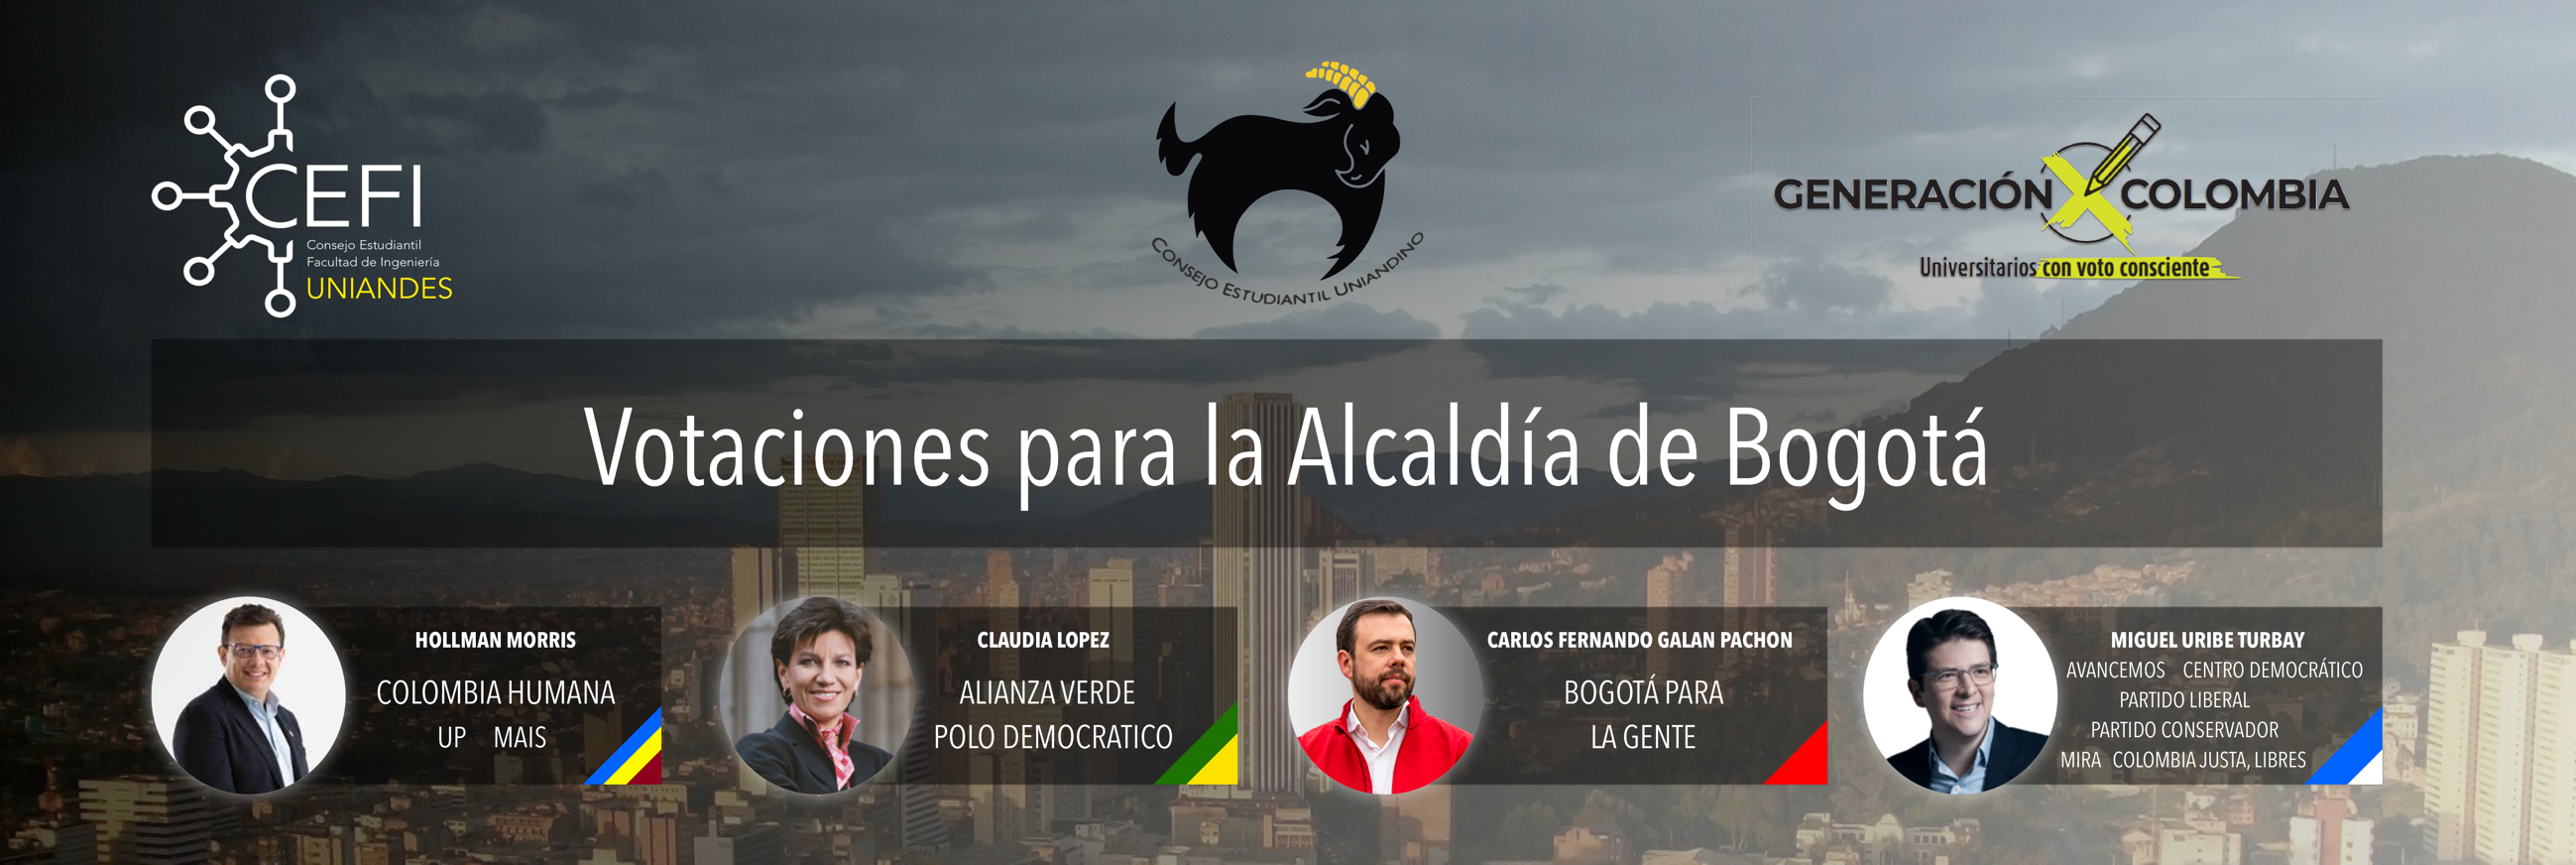 CEFI
Consejo Estudiantil
Facultad de Ingeniería
UNIANDES
CONSEJO ESTUDIANTIL UNIANDINO
GENERACIÓN X COLOMBIA
Universitarios con voto consciente
Votaciones para la Alcaldía de Bogotá
HOLLMAN MORRIS
COLOMBIA HUMANA
UP MAIS
CLAUDIA LOPEZ
ALIANZA VERDE
POLO DEMOCRATICO
CARLOS FERNANDO GALAN PACHON
BOGOTÁ PARA
LA GENTE
MIGUEL URIBE TURBAY
AVANCEMOS CENTRO DEMOCRÁTICO
PARTIDO LIBERAL
PARTIDO CONSERVADOR
MIRA COLOMBIA JUSTA, LIBRES